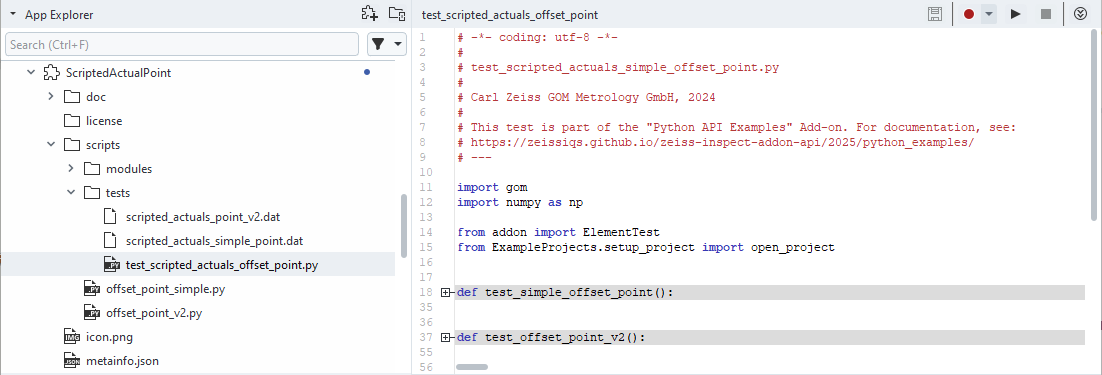 App Explorer
Search (Ctrl+F)
ScriptedActualPoint
doc
license
scripts
modules
tests
scripted_actuals_point_v2.dat
scripted_actuals_simple_point.dat
test_scripted_actuals_offset_point.py
offset_point_simple.py
offset_point_v2.py
icon.png
metainfo.json
test_scripted_actuals_offset_point
1 # -*- coding: utf-8 -*-
2 #
3 # test_scripted_actuals_simple_offset_point.py
4 #
5 # Carl Zeiss GOM Metrology GmbH, 2024
6 #
7 # This test is part of the "Python API Examples" Add-on. For documentation, see:
8 # https://zeissiqs.github.io/zeiss-inspect-addon-api/2025/python_examples/
9 # ---
10
11 import gom
12 import numpy as np
13
14 from addon import ElementTest
15 from ExampleProjects.setup_project import open_project
16
17
18 def test_simple_offset_point():
35
36
37 def test_offset_point_v2():
55
56